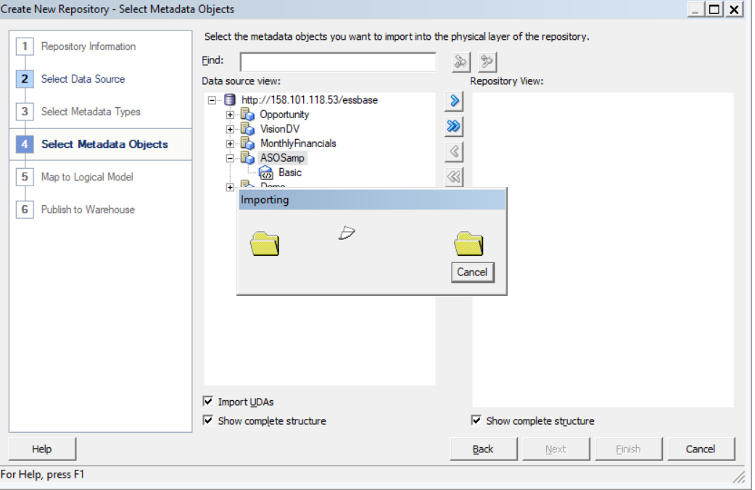 Create New Repository - Select Metadata Objects
1 Repository Information
2 Select Data Source
3 Select Metadata Types
4 Select Metadata Objects
5 Map to Logical Model
6 Publish to Warehouse
Select the metadata objects you want to import into the physical layer of the repository.
Find:
Data source view:
Repository View:
http://158.101.118.53/essbase
Opportunity
VisionDV
MonthlyFinancials
ASOSamp
Basic
Demo
Importing
Cancel
Import UDAs
Show complete structure
Show complete structure
Help
Back
Next
Finish
Cancel
For Help, press F1